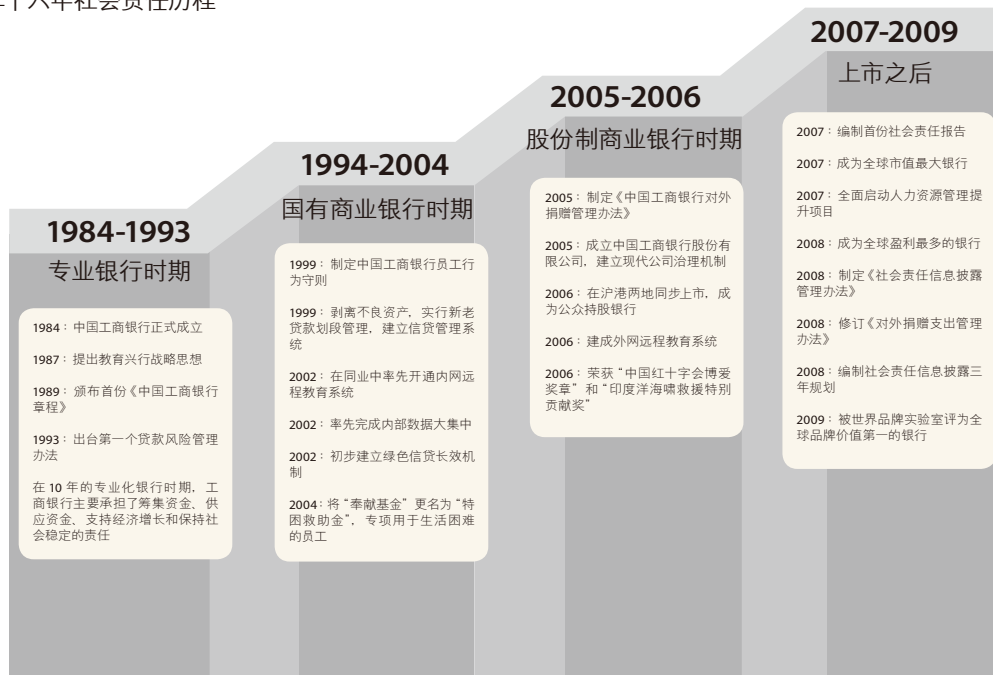 十六年社会责任历程
1984-1993
专业银行时期
1984：中国工商银行正式成立
1987：提出教育兴行战略思想
1989：颁布首份《中国工商银行
章程》
1993：出台第一个贷款风险管理
办法
在 10 年的专业化银行时期，工
商银行主要承担了筹集资金、供
应资金、支持经济增长和保持社
会稳定的责任
1994-2004
国有商业银行时期
1999：制定中国工商银行员工行
为守则
1999：剥离不良资产，实行新老
贷款划段管理，建立信贷管理系
统
2002：在同业中率先开通内网远
程教育系统
2002：率先完成内部数据大集中
2002：初步建立绿色信贷长效机
制
2004：将“奉献基金”更名为“特
困救助金”，专项用于生活困难
的员工
2005-2006
股份制商业银行时期
2005：制定《中国工商银行对外
捐赠管理办法》
2005：成立中国工商银行股份有
限公司，建立现代公司治理机制
2006：在沪港两地同步上市，成
为公众持股银行
2006：建成外网远程教育系统
2006：荣获“中国红十字会博爱
奖章”和“印度洋海啸救援特别
贡献奖”
2007-2009
上市之后
2007：编制首份社会责任报告
2007：成为全球市值最大银行
2007：全面启动人力资源管理提
升项目
2008：成为全球盈利最多的银行
2008：制定《社会责任信息披露
管理办法》
2008：修订《对外捐赠支出管理
办法》
2008：编制社会责任信息披露三
年规划
2009：被世界品牌实验室评为全
球品牌价值第一的银行